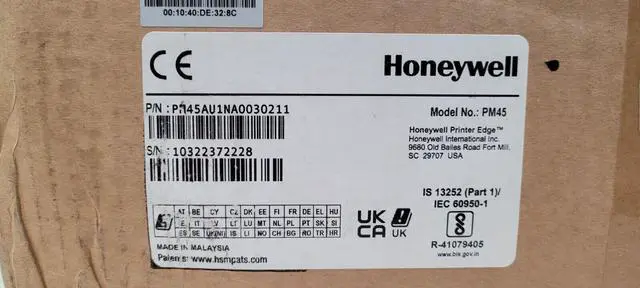 00:10:40:DE:32:8C
CE
Honeywell
P/N : PM45AU1NA0030211
Model No.: PM45
Honeywell Printer Edge™
Honeywell International Inc.
9680 Old Bailes Road Fort Mill,
SC 29707 USA
S/N : 10322372228
IS 13252 (Part 1)/
IEC 60950-1
AT BE CY CZ DK EE FI FR DE EL HU
IE IT LV LT LU MT NL PL PT SK SI
ES SE UK(NI) IS LI NO CH BG RO TR HR
UK
CA
UK
R-41079405
www.bis.gov.in
MADE IN MALAYSIA
Patents: www.hsmpats.com